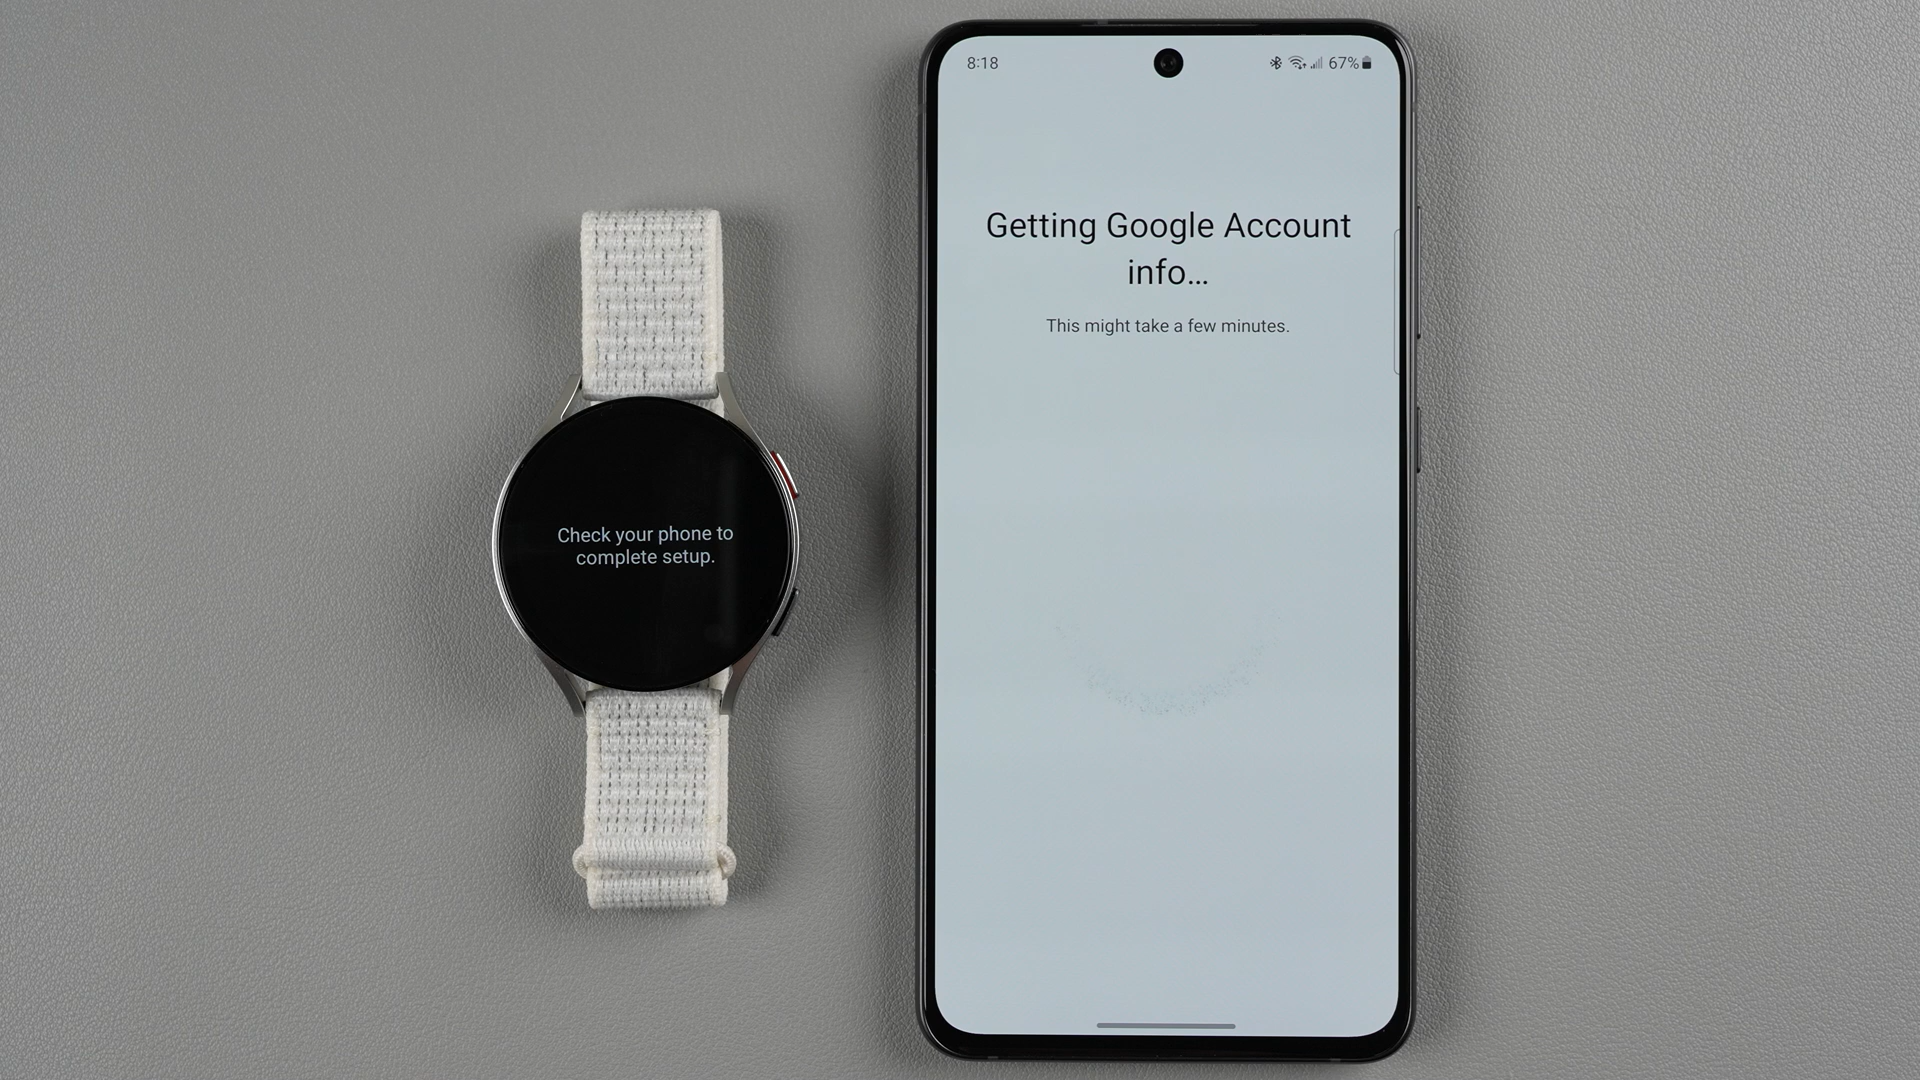 Check your phone to
complete setup.
8:18
67%
Getting Google Account
info...
This might take a few minutes.